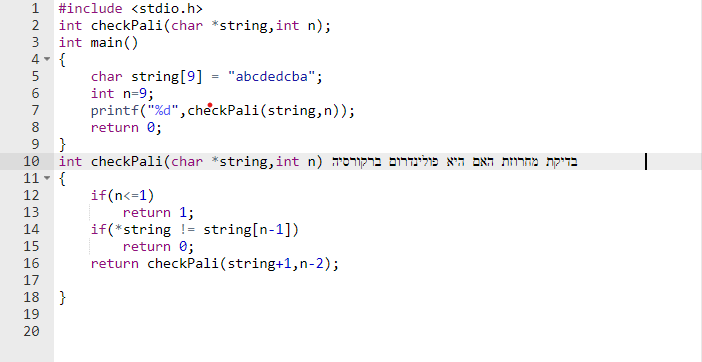 1 #include <stdio.h>
2 int checkPali(char *string,int n);
3 int main()
4 {
5     char string[9] = "abcdedcba";
6     int n=9;
7     printf("%d",checkPali(string,n));
8     return 0;
9 }
10 int checkPali(char *string,int n) בדיקת מחרוזת האם היא פולינדרום ברקורסיה
11 {
12     if(n<=1)
13         return 1;
14     if(*string != string[n-1])
15         return 0;
16     return checkPali(string+1,n-2);
17
18 }
19
20